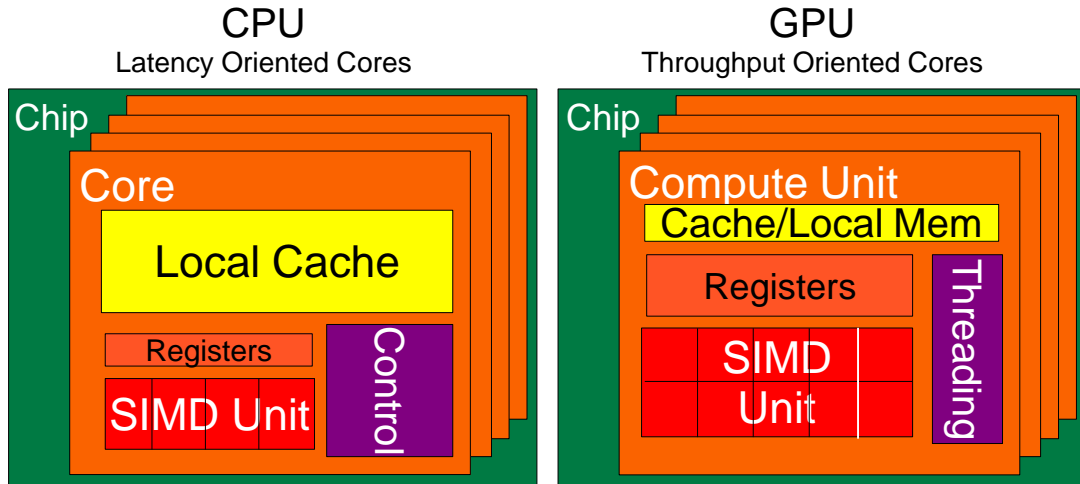 CPU
Latency Oriented Cores
Chip
Core
Local Cache
Registers
SIMD Unit
Control
GPU
Throughput Oriented Cores
Chip
Compute Unit
Cache/Local Mem
Registers
SIMD
Unit
Threading